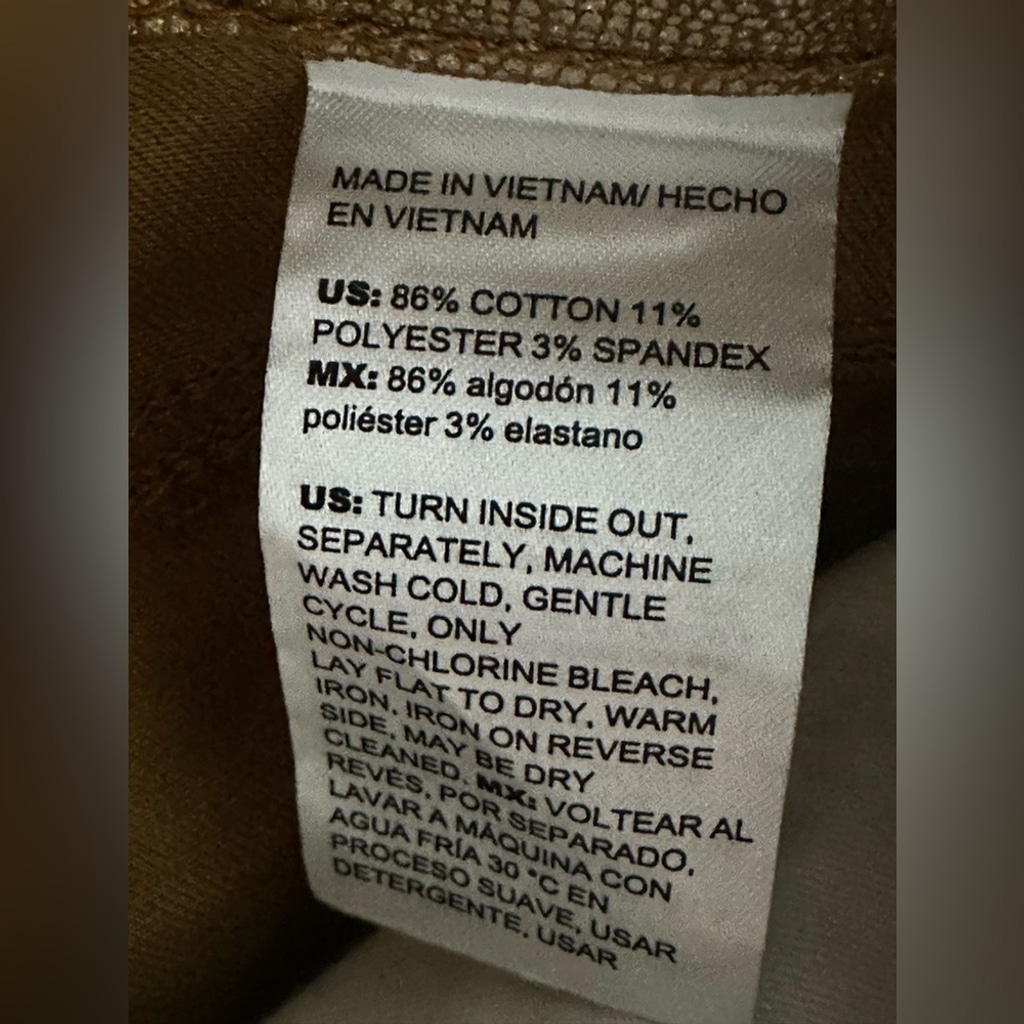 MADE IN VIETNAM/ HECHO
EN VIETNAM
US: 86% COTTON 11%
POLYESTER 3% SPANDEX
MX: 86% algodón 11%
poliéster 3% elastano
US: TURN INSIDE OUT,
SEPARATELY, MACHINE
WASH COLD, GENTLE
CYCLE, ONLY
NON-CHLORINE BLEACH,
LAY FLAT TO DRY, WARM
IRON, IRON ON REVERSE
SIDE, MAY BE DRY
CLEANED. MX: VOLTEAR AL
REVÉS, POR SEPARADO,
LAVAR A MÁQUINA CON
AGUA FRÍA 30 °C EN
PROCESO SUAVE, USAR
DETERGENTE, USAR